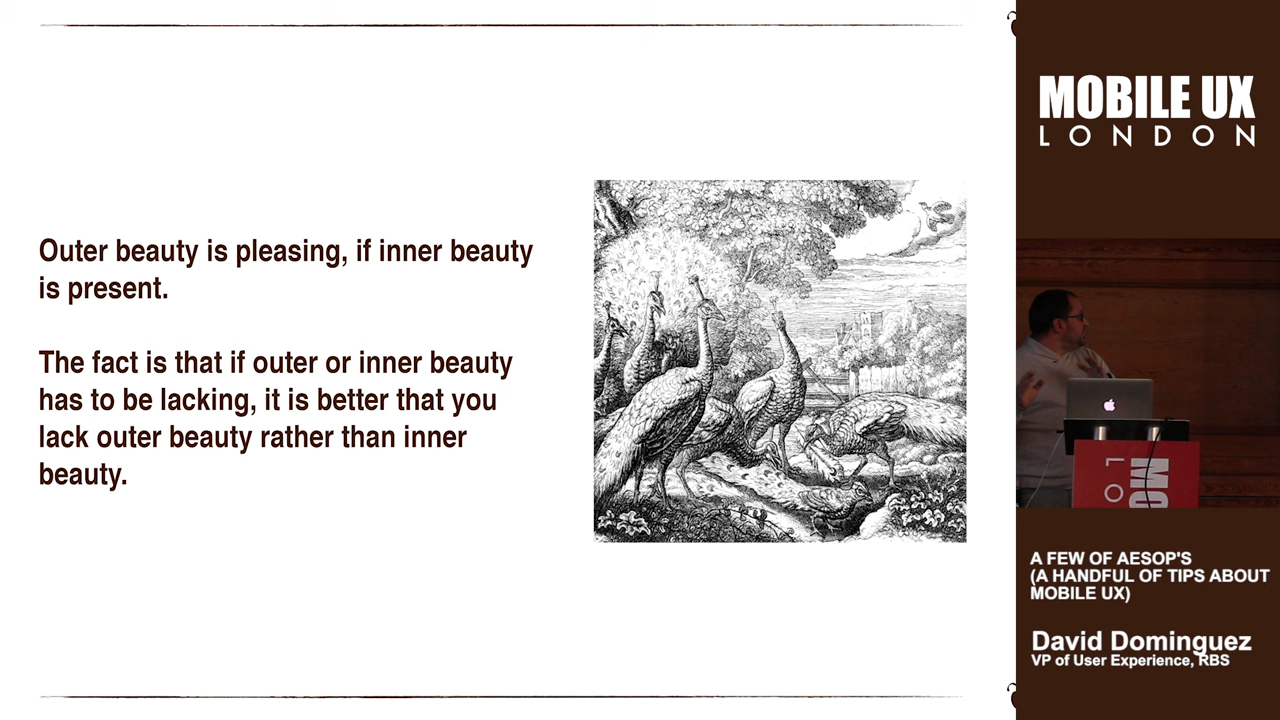 Outer beauty is pleasing, if inner beauty
is present.
The fact is that if outer or inner beauty
has to be lacking, it is better that you
lack outer beauty rather than inner
beauty.
MOBILE UX
LONDON
MO
LO
A FEW OF AESOP'S
(A HANDFUL OF TIPS ABOUT
MOBILE UX)
David Dominguez
VP of User Experience, RBS